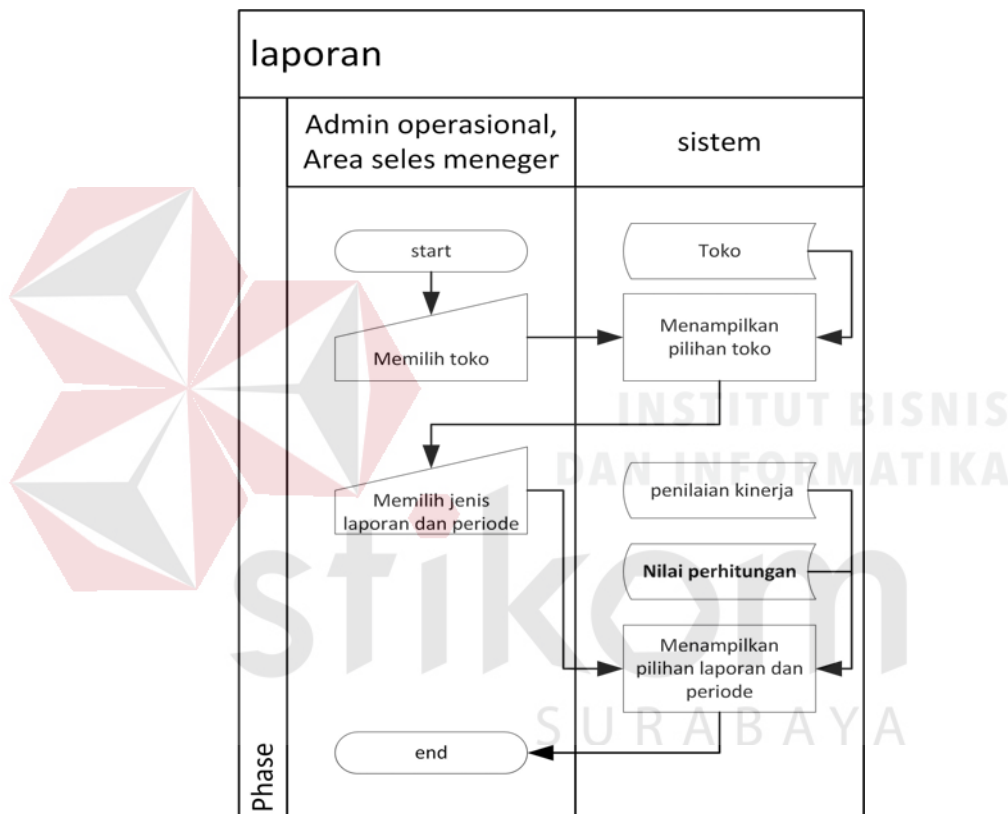 laporan
Admin operasional,
Area seles meneger
sistem
start
Toko
Memilih toko
Menampilkan
pilihan toko
INSTITUT BISNIS
DAN INFORMATIKA
Memilih jenis
laporan dan periode
penilaian kinerja
Nilai perhitungan
stikom
Menampilkan
pilihan laporan dan
periode
SURABAYA
end
Phase